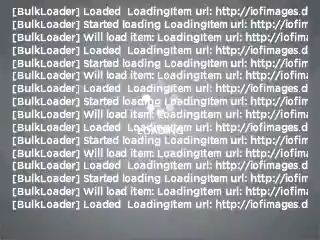 [BulkLoader] Loaded  LoadingItem url: http://iofimages.d
[BulkLoader] Started loading LoadingItem url: http://iofim
[BulkLoader] Will load item: LoadingItem url: http://iofima
[BulkLoader] Loaded  LoadingItem url: http://iofimages.d
[BulkLoader] Started loading LoadingItem url: http://iofim
[BulkLoader] Will load item: LoadingItem url: http://iofima
[BulkLoader] Loaded  LoadingItem url: http://iofimages.d
[BulkLoader] Started loading LoadingItem url: http://iofim
[BulkLoader] Will load item: LoadingItem url: http://iofima
[BulkLoader] Loaded  LoadingItem url: http://iofimages.d
LOADING
[BulkLoader] Started loading LoadingItem url: http://iofim
[BulkLoader] Will load item: LoadingItem url: http://iofima
[BulkLoader] Loaded  LoadingItem url: http://iofimages.d
[BulkLoader] Started loading LoadingItem url: http://iofim
[BulkLoader] Will load item: LoadingItem url: http://iofima
[BulkLoader] Loaded  LoadingItem url: http://iofimages.d